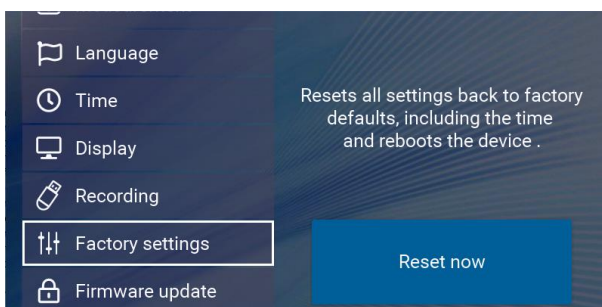 Language
Time
Display
Recording
Factory settings
Firmware update
Resets all settings back to factory
defaults, including the time
and reboots the device .
Reset now